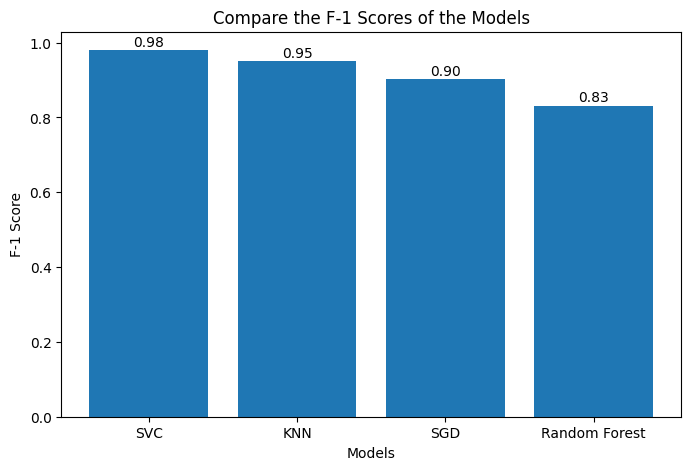 Compare the F-1 Scores of the Models
F-1 Score
1.0
0.8
0.6
0.4
0.2
0.0
0.98
0.95
0.90
0.83
SVC
KNN
SGD
Random Forest
Models